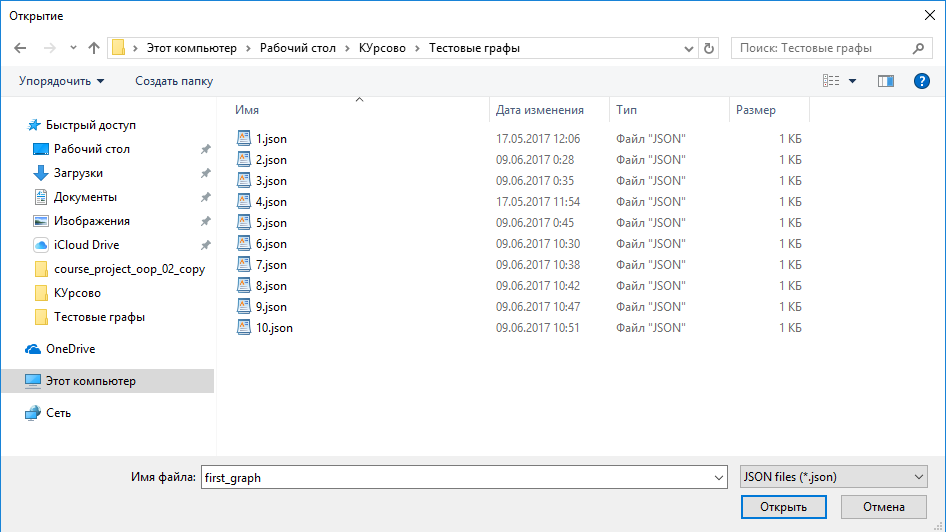 Открытие
Этот компьютер › Рабочий стол › КУрсово › Тестовые графы
Поиск: Тестовые графы
Упорядочить
Создать папку
Быстрый доступ
Рабочий стол
Загрузки
Документы
Изображения
iCloud Drive
course_project_oop_02_copy
КУрсово
Тестовые графы
OneDrive
Этот компьютер
Сеть
Имя Дата изменения Тип Размер
1.json 17.05.2017 12:06 Файл "JSON" 1 КБ
2.json 09.06.2017 0:28 Файл "JSON" 1 КБ
3.json 09.06.2017 0:35 Файл "JSON" 1 КБ
4.json 17.05.2017 11:54 Файл "JSON" 1 КБ
5.json 09.06.2017 0:45 Файл "JSON" 1 КБ
6.json 09.06.2017 10:30 Файл "JSON" 1 КБ
7.json 09.06.2017 10:38 Файл "JSON" 1 КБ
8.json 09.06.2017 10:42 Файл "JSON" 1 КБ
9.json 09.06.2017 10:47 Файл "JSON" 1 КБ
10.json 09.06.2017 10:51 Файл "JSON" 1 КБ
Имя файла: first_graph JSON files (*.json)
Открыть Отмена